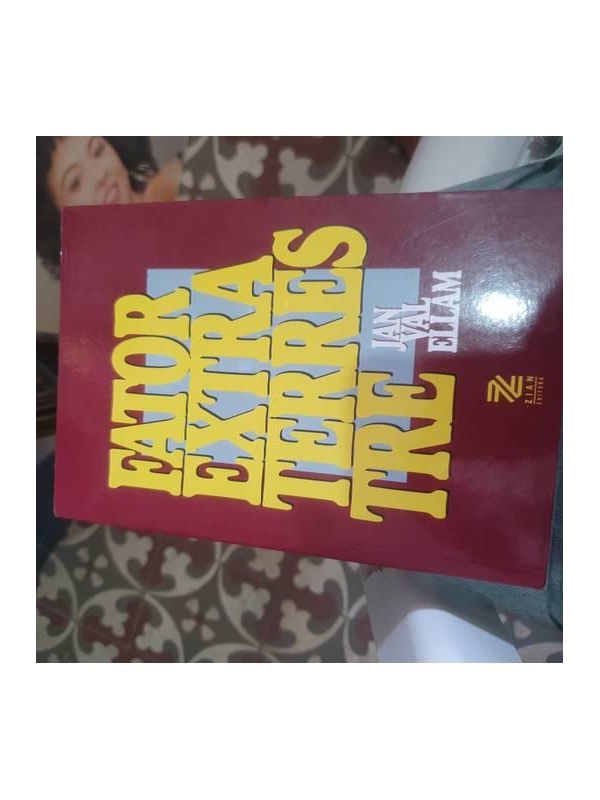 FATOR
EXTRA
TERRES
TRE
JAN
VAL
ELLAM
ZIAN
EDITORA